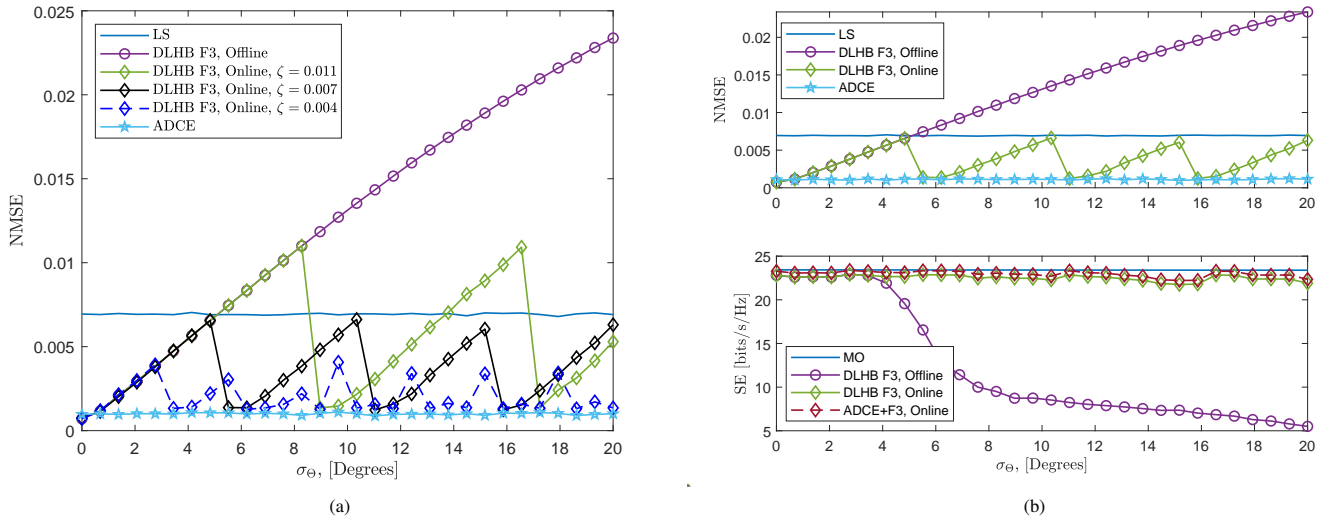 0.025
0.02
0.015
0.01
0.005
0
NMSE
LS
DLHB F3, Offline
DLHB F3, Online, ζ = 0.011
DLHB F3, Online, ζ = 0.007
DLHB F3, Online, ζ = 0.004
ADCE
0 2 4 6 8 10 12 14 16 18 20
σΘ, [Degrees]
(a)
0.02
0.015
0.01
0.005
0
NMSE
LS
DLHB F3, Offline
DLHB F3, Online
ADCE
0 2 4 6 8 10 12 14 16 18 20
25
20
15
10
5
SE [bits/s/Hz]
MO
DLHB F3, Offline
DLHB F3, Online
ADCE+F3, Online
0 2 4 6 8 10 12 14 16 18 20
σΘ, [Degrees]
(b)